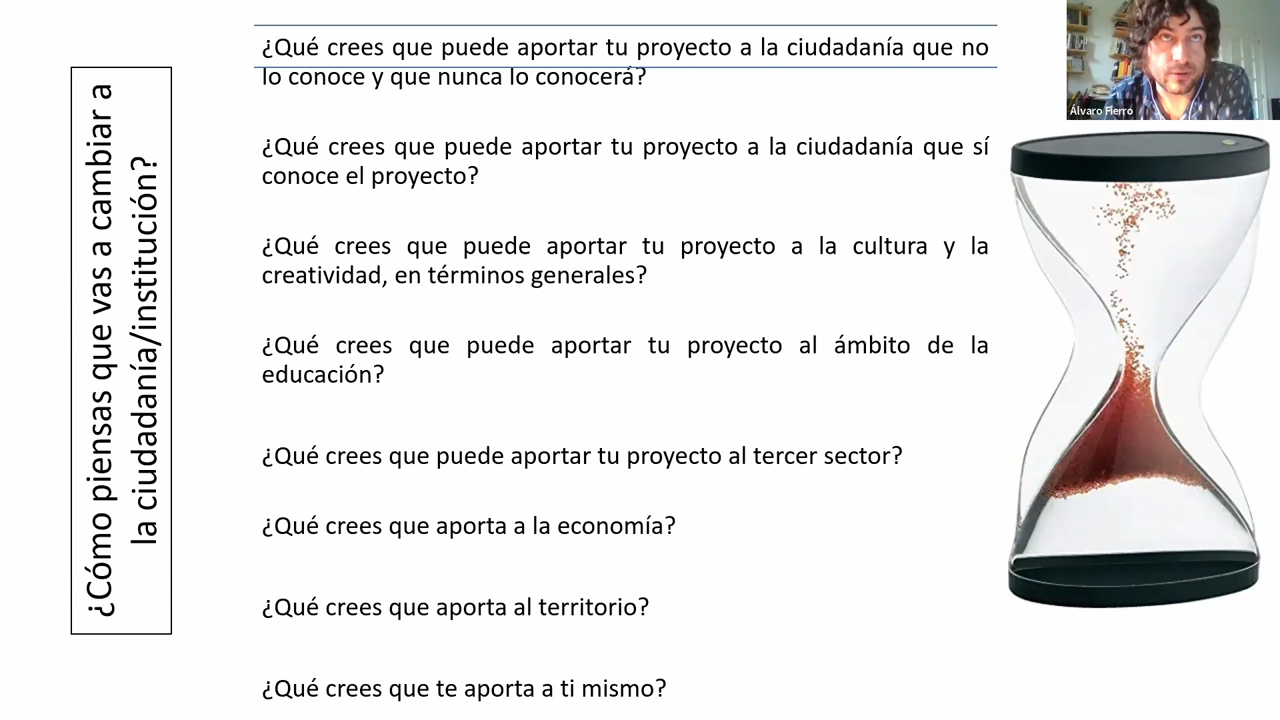 ¿Cómo piensas que vas a cambiar a
la ciudadanía/institución?
¿Qué crees que puede aportar tu proyecto a la ciudadanía que no
lo conoce y que nunca lo conocerá?
¿Qué crees que puede aportar tu proyecto a la ciudadanía que sí
conoce el proyecto?
¿Qué crees que puede aportar tu proyecto a la cultura y la
creatividad, en términos generales?
¿Qué crees que puede aportar tu proyecto al ámbito de la
educación?
¿Qué crees que puede aportar tu proyecto al tercer sector?
¿Qué crees que aporta a la economía?
¿Qué crees que aporta al territorio?
¿Qué crees que te aporta a ti mismo?
Álvaro Fierro